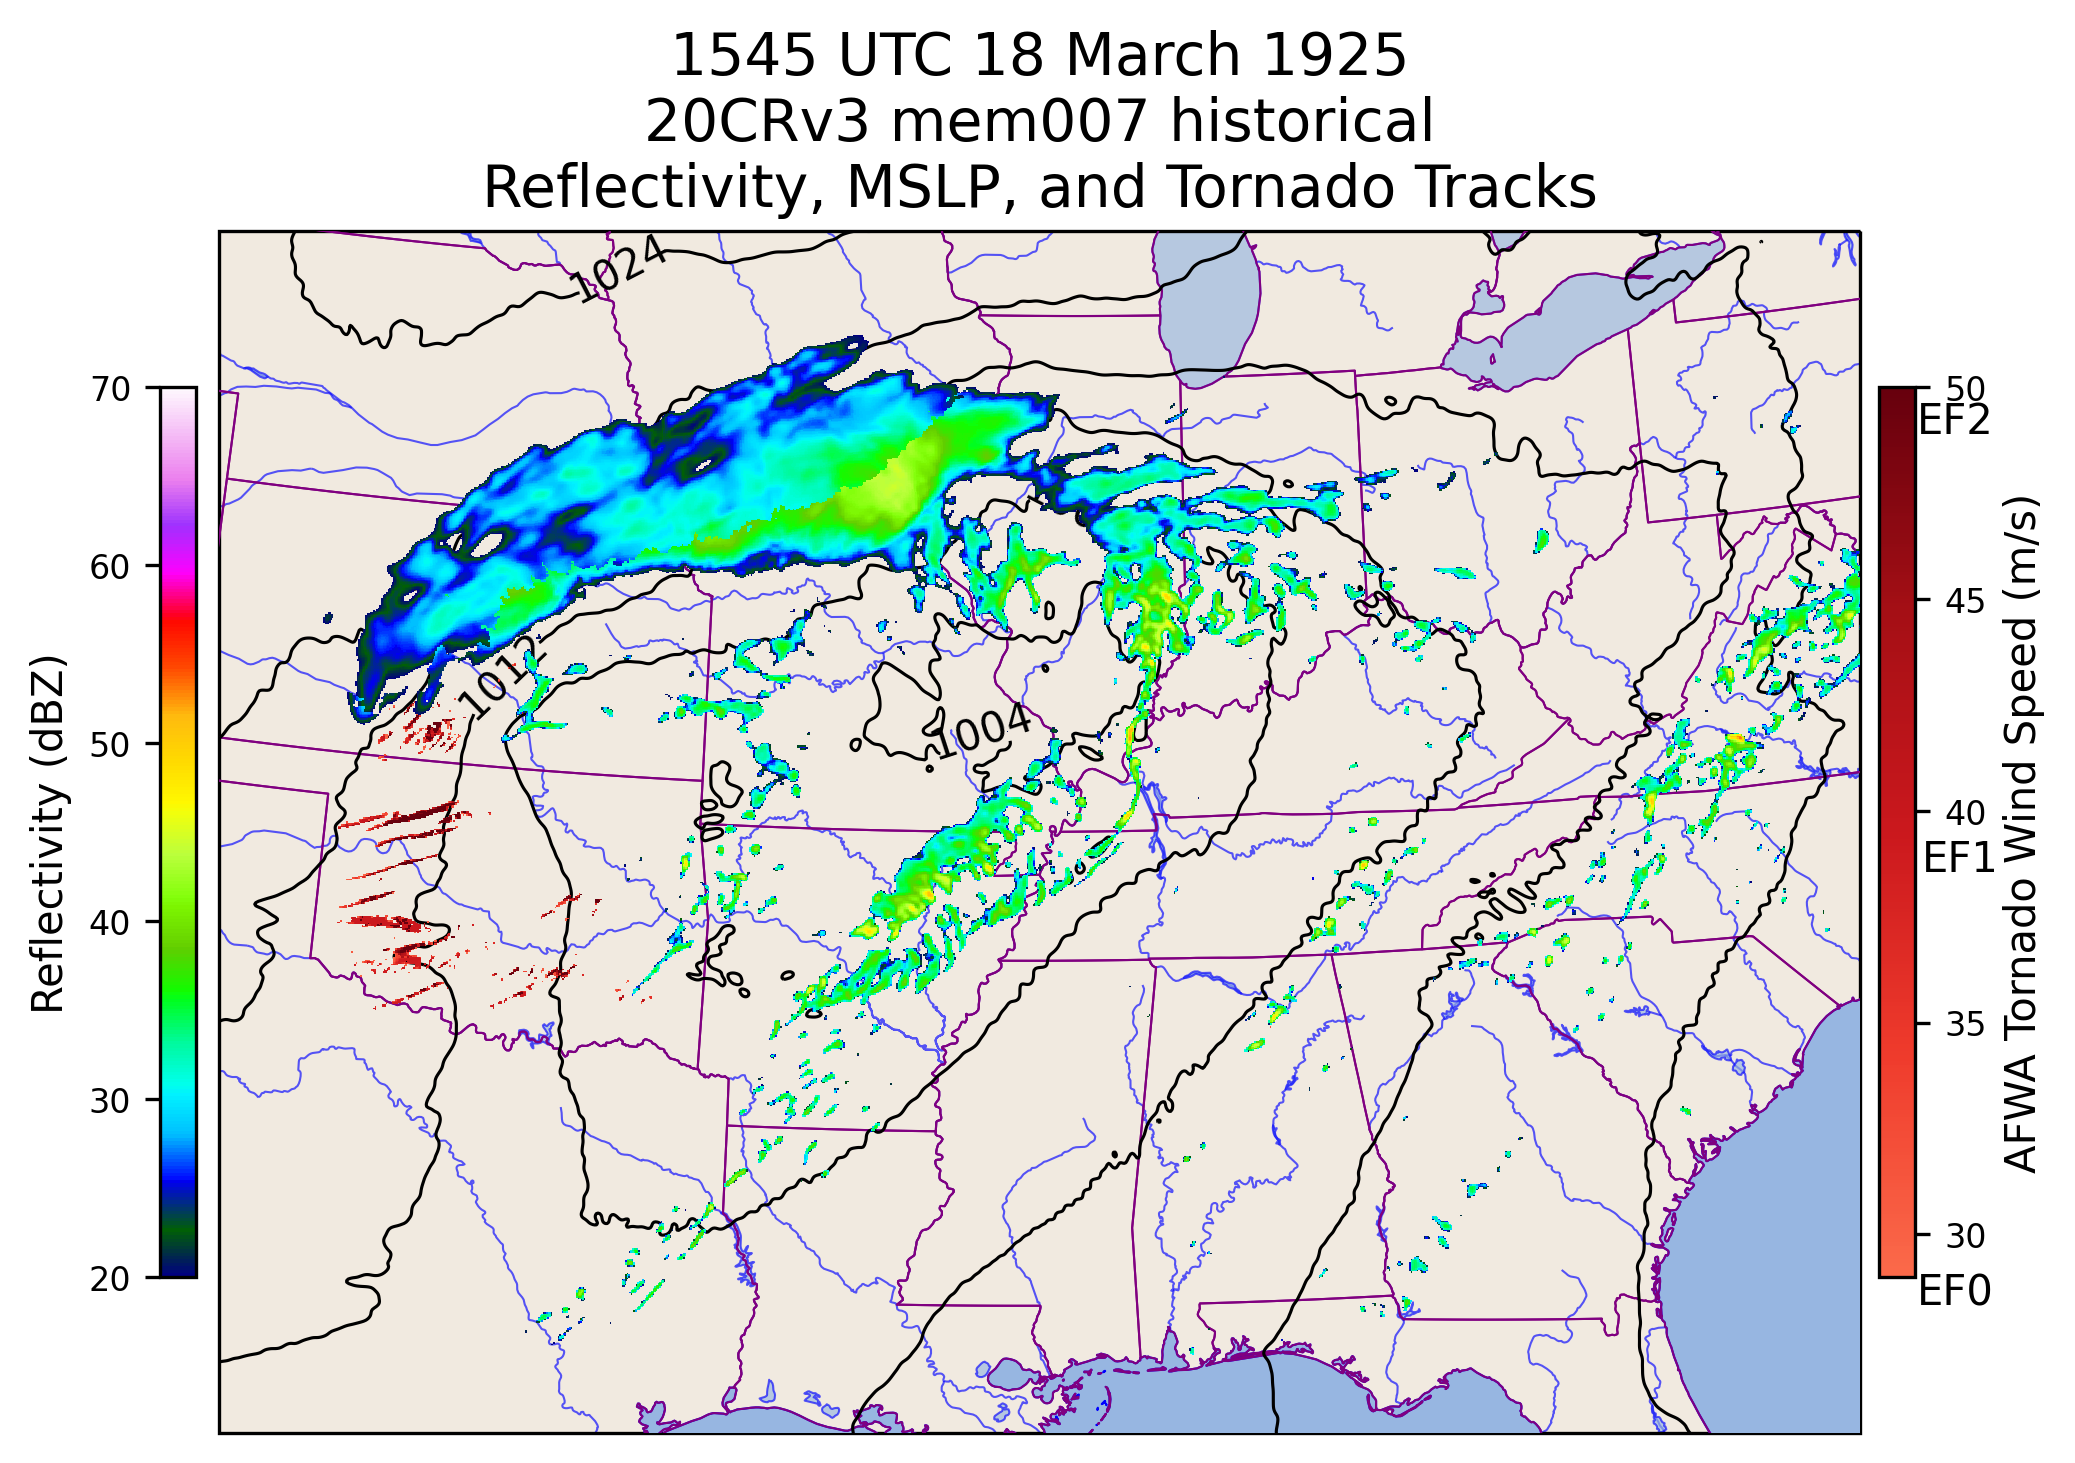 1545 UTC 18 March 1925
20CRv3 mem007 historical
Reflectivity, MSLP, and Tornado Tracks
1024
1012
1004
Reflectivity (dBZ)
70
60
50
40
30
20
50
EF2
45
40
EF1
35
30
EF0
AFWA Tornado Wind Speed (m/s)